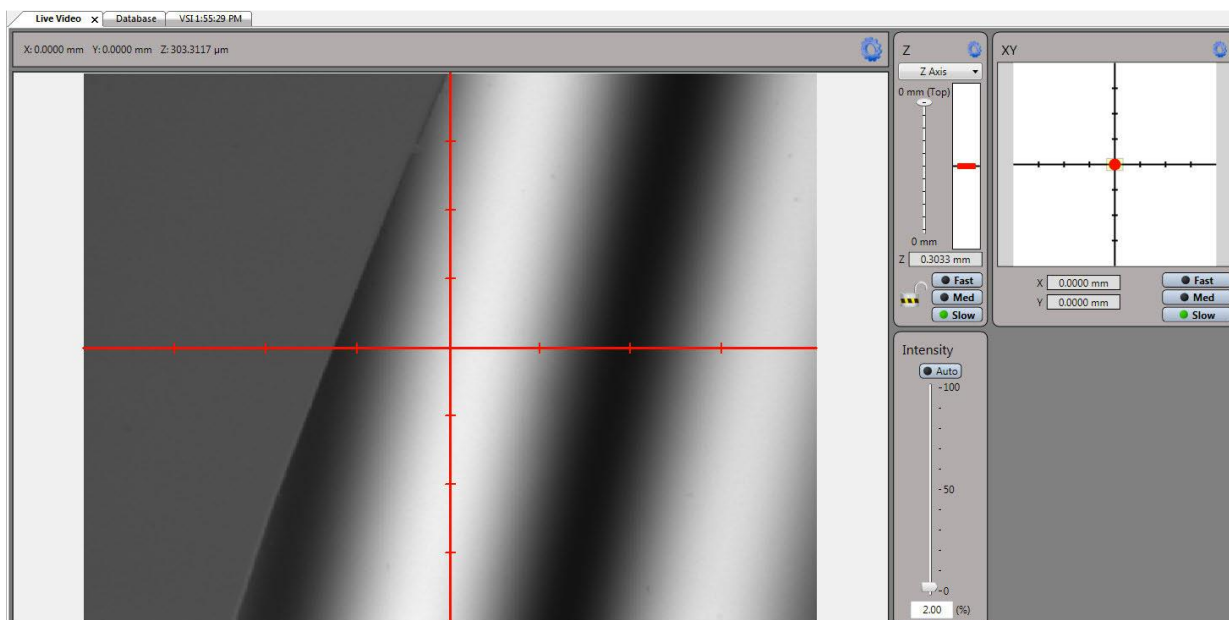 Live Video x Database VSI 1:55:29 PM
X: 0.0000 mm Y: 0.0000 mm Z: 303.3117 µm
Z
Z Axis
0 mm (Top)
0 mm
Z 0.3033 mm
Fast
Med
Slow
XY
X 0.0000 mm
Y 0.0000 mm
Fast
Med
Slow
Intensity
Auto
-100
-50
-0
2.00 (%)